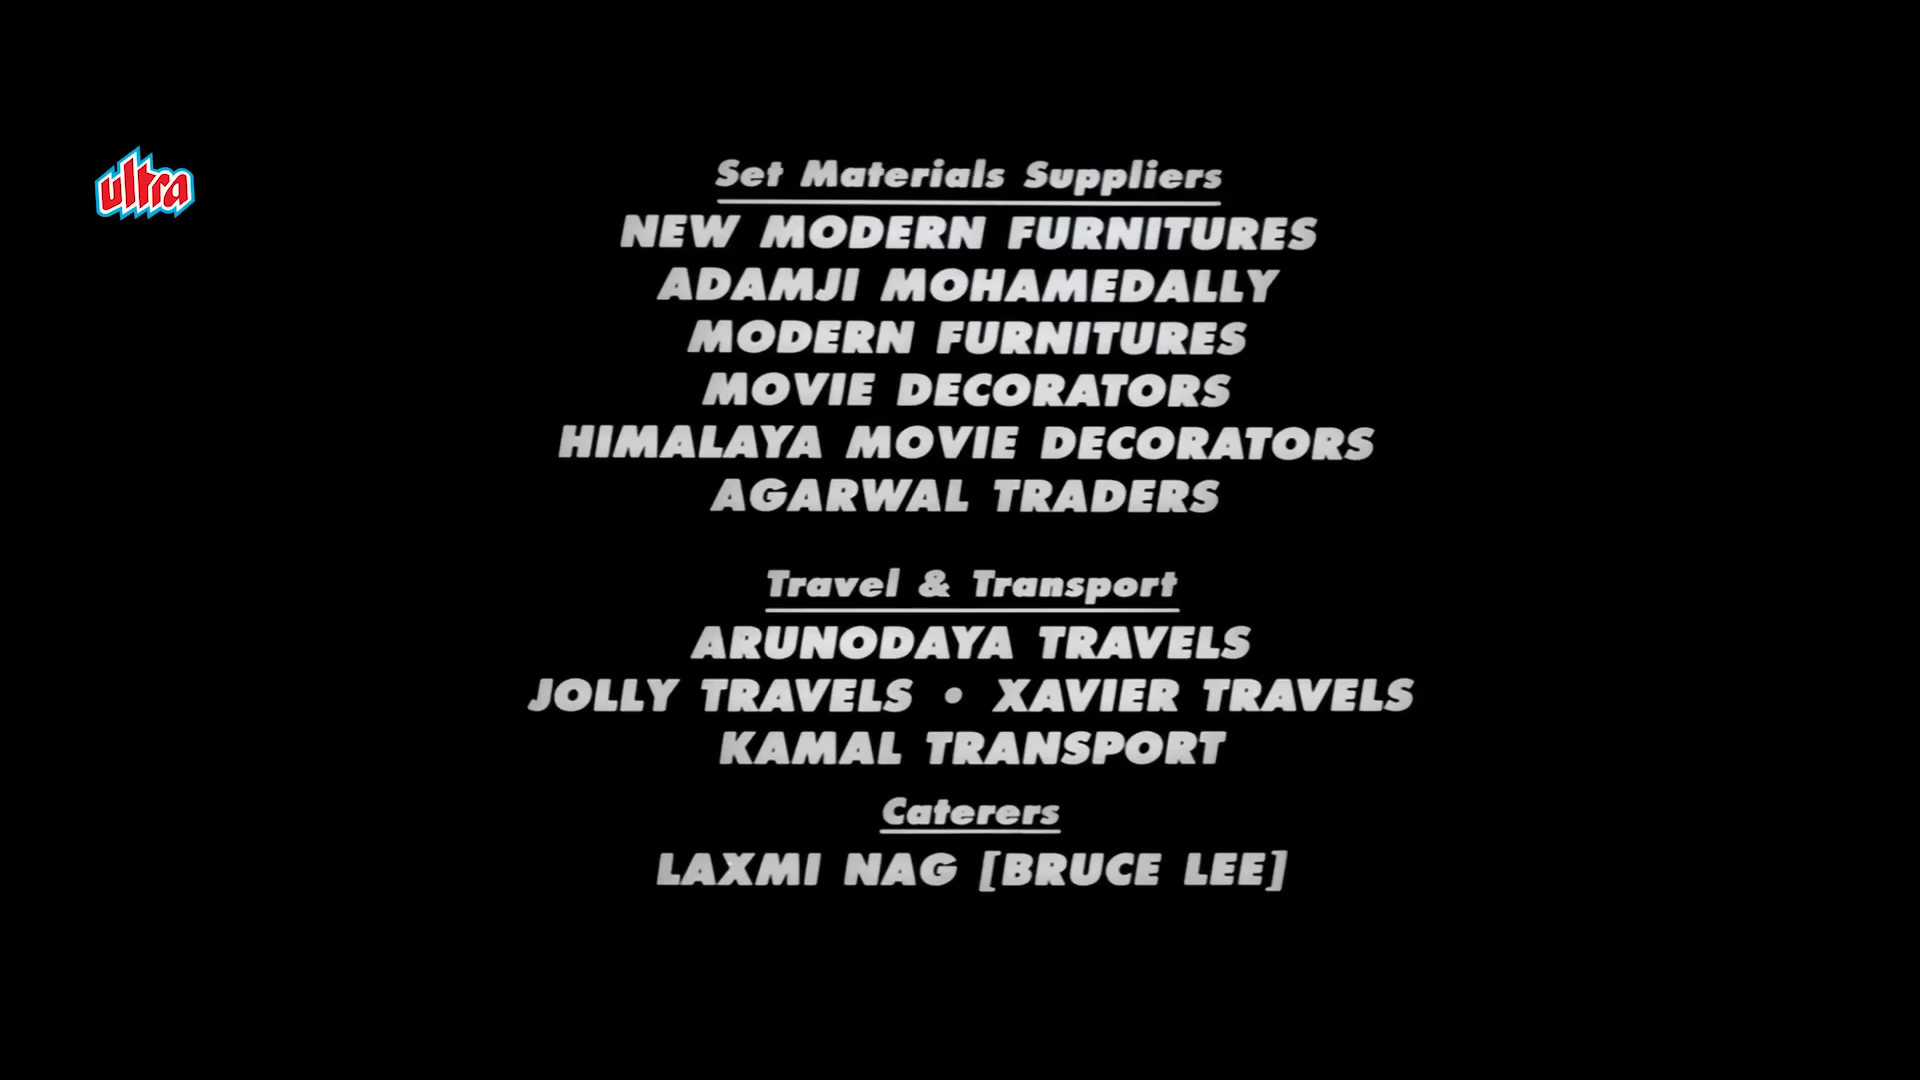 ultra
Set Materials Suppliers
NEW MODERN FURNITURES
ADAMJI MOHAMEDALLY
MODERN FURNITURES
MOVIE DECORATORS
HIMALAYA MOVIE DECORATORS
AGARWAL TRADERS
Travel & Transport
ARUNODAYA TRAVELS
JOLLY TRAVELS • XAVIER TRAVELS
KAMAL TRANSPORT
Caterers
LAXMI NAG [BRUCE LEE]